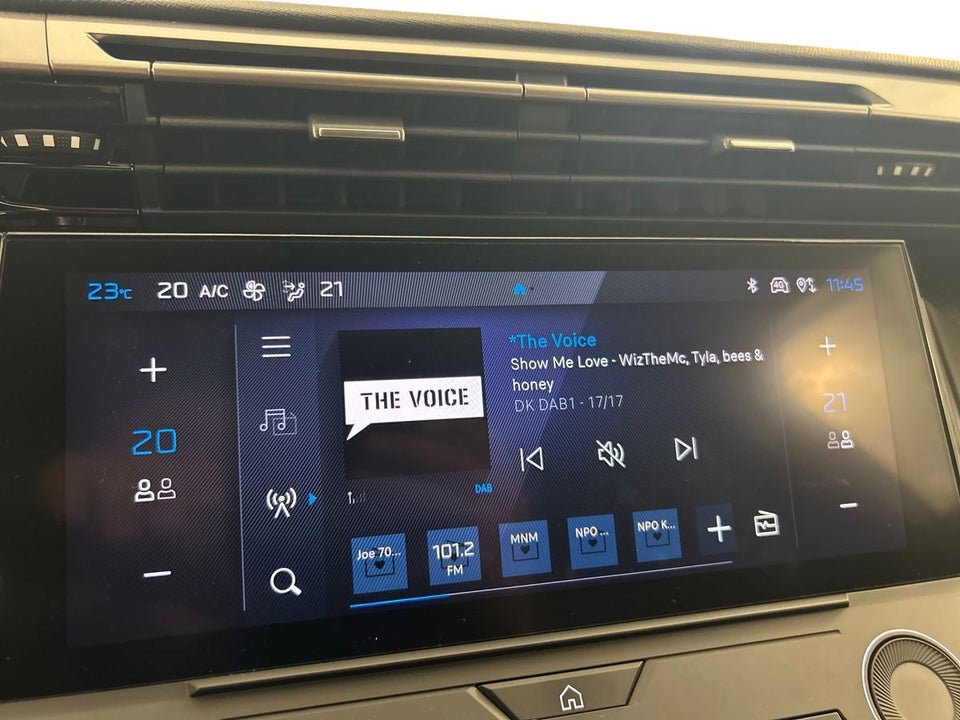 23°C 20 A/C 21 4G 11:45
*The Voice
Show Me Love - WizTheMc, Tyla, bees &
honey
DK DAB1 - 17/17
THE VOICE
20
21
DAB
Joe 70...
101.2
FM
MNM
NPO ...
NPO K...